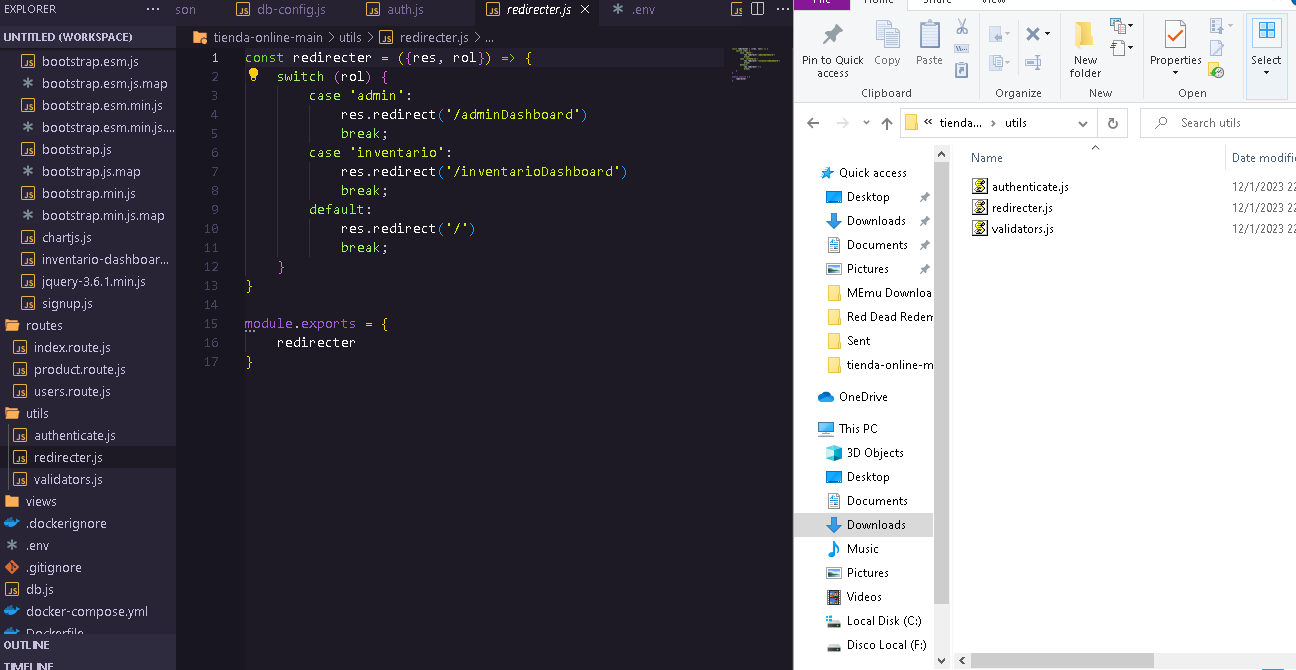 EXPLORER
...
son
db-config.js
auth.js
redirecter.js
.env
...
UNTITLED (WORKSPACE)
bootstrap.esm.js
bootstrap.esm.js.map
bootstrap.esm.min.js
bootstrap.esm.min.js....
bootstrap.js
bootstrap.js.map
bootstrap.min.js
bootstrap.min.js.map
chartjs.js
inventario-dashboar...
jquery-3.6.1.min.js
signup.js
routes
index.route.js
product.route.js
users.route.js
utils
authenticate.js
redirecter.js
validators.js
views
.dockerignore
.env
.gitignore
db.js
docker-compose.yml
Dockerfile
OUTLINE
TIMELINE
tienda-online-main > utils > JS redirecter.js > ...
1 const redirecter = ({res, rol}) => {
2 switch (rol) {
3 case 'admin':
4 res.redirect('/adminDashboard')
5 break;
6 case 'inventario':
7 res.redirect('/inventarioDashboard')
8 break;
9 default:
10 res.redirect('/')
11 break;
12 }
13 }
14
15 module.exports = {
16 redirecter
17 }
File
Home
Share
View
Pin to Quick access
Copy
Paste
Clipboard
Organize
New folder
New
Properties
Open
Select
« tienda... > utils
Search utils
Quick access
Desktop
Downloads
Documents
Pictures
MEmu Downloa
Red Dead Redem
Sent
tienda-online-m
OneDrive
This PC
3D Objects
Desktop
Documents
Downloads
Music
Pictures
Videos
Local Disk (C:)
Disco Local (F:)
Name
Date modifie
authenticate.js
12/1/2023 22
redirecter.js
12/1/2023 22
validators.js
12/1/2023 22